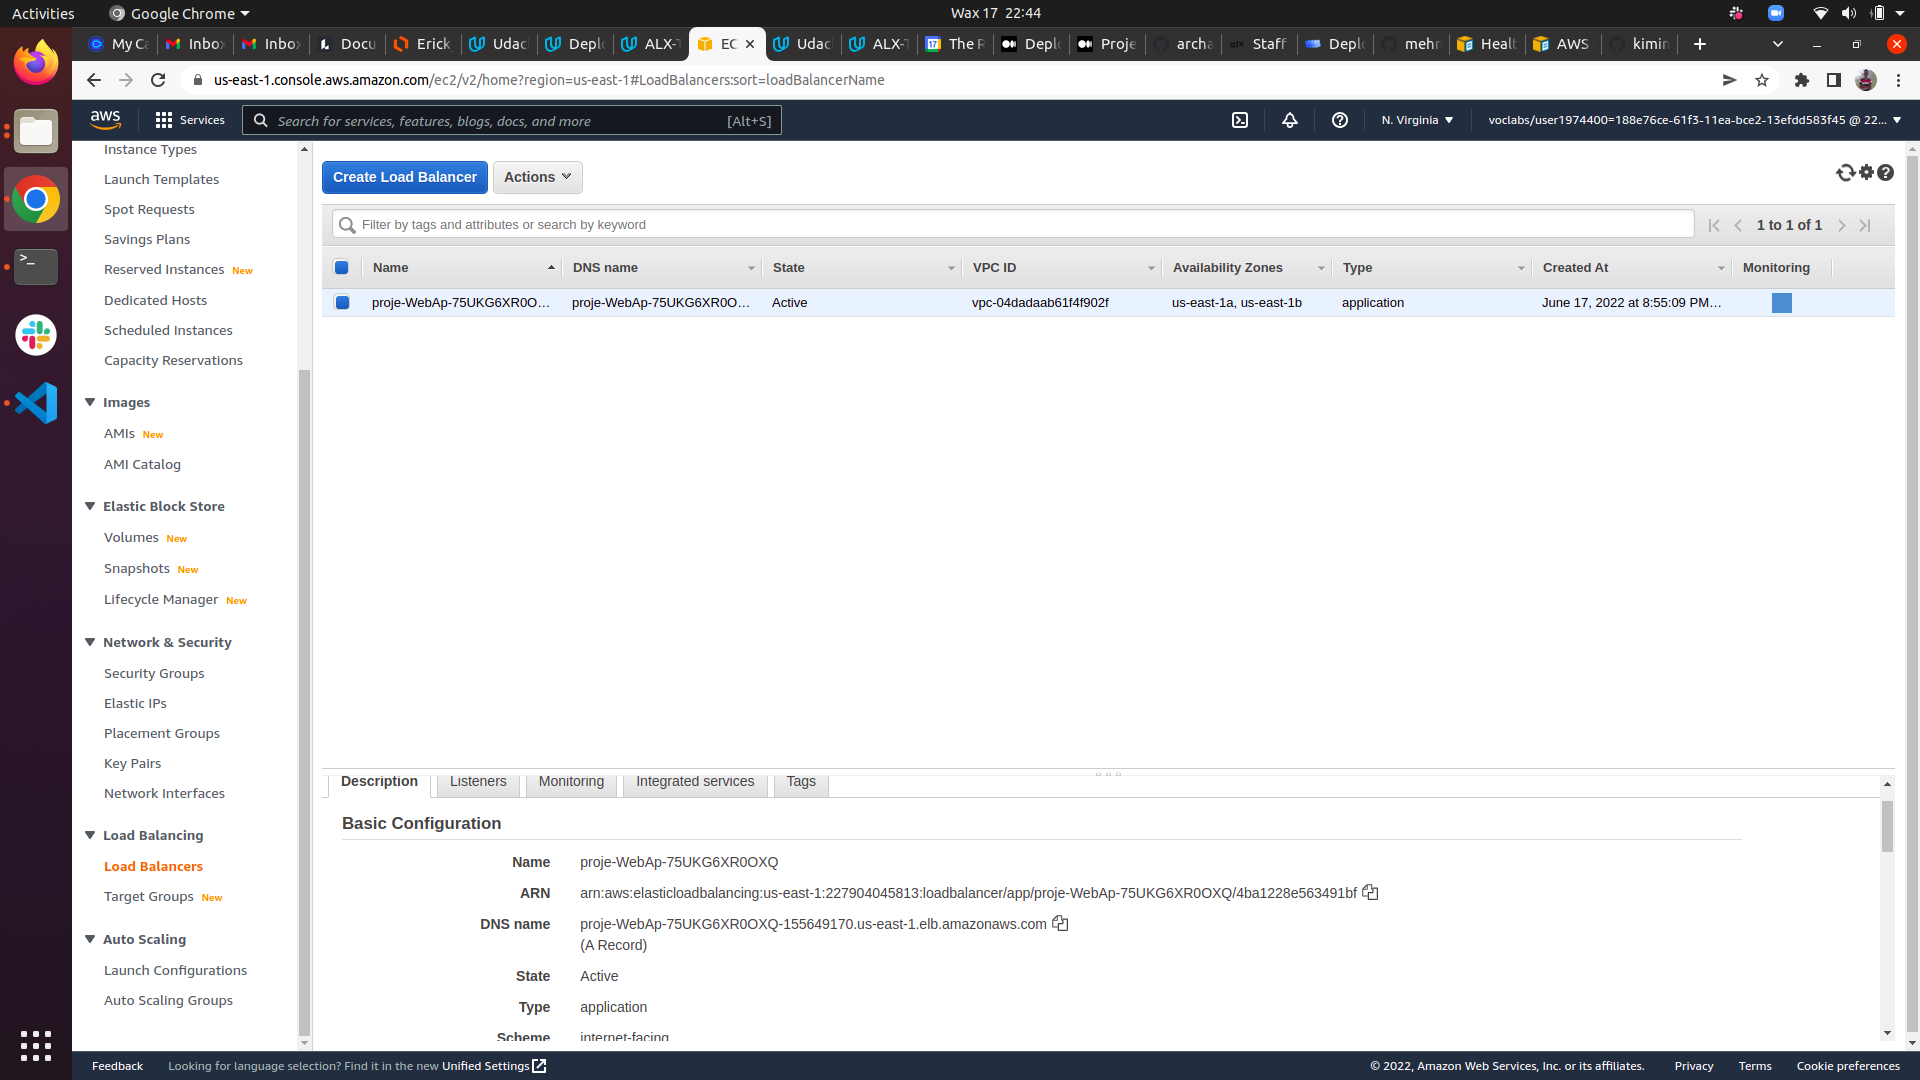 Activities
Google Chrome
Wax 17 22:44
My Ca
Inbox
Inbox
Docu
Erick
Udac
Deplo
ALX-T
EC
Udac
ALX-T
The R
Deplo
Proje
archa
Staff
Deplo
mehr
Healt
AWS
kimin
us-east-1.console.aws.amazon.com/ec2/v2/home?region=us-east-1#LoadBalancers:sort=loadBalancerName
aws
Services
Search for services, features, blogs, docs, and more
[Alt+S]
N. Virginia
voclabs/user1974400=188e76ce-61f3-11ea-bce2-13efdd583f45 @ 22...
Instance Types
Launch Templates
Spot Requests
Savings Plans
Reserved Instances New
Dedicated Hosts
Scheduled Instances
Capacity Reservations
Images
AMIs New
AMI Catalog
Elastic Block Store
Volumes New
Snapshots New
Lifecycle Manager New
Network & Security
Security Groups
Elastic IPs
Placement Groups
Key Pairs
Network Interfaces
Load Balancing
Load Balancers
Target Groups New
Auto Scaling
Launch Configurations
Auto Scaling Groups
Create Load Balancer
Actions
Filter by tags and attributes or search by keyword
1 to 1 of 1
Name DNS name State VPC ID Availability Zones Type Created At Monitoring
proje-WebAp-75UKG6XR0O... proje-WebAp-75UKG6XR0O... Active vpc-04dadaab61f4f902f us-east-1a, us-east-1b application June 17, 2022 at 8:55:09 PM...
Description Listeners Monitoring Integrated services Tags
Basic Configuration
Name proje-WebAp-75UKG6XR0OXQ
ARN arn:aws:elasticloadbalancing:us-east-1:227904045813:loadbalancer/app/proje-WebAp-75UKG6XR0OXQ/4ba1228e563491bf
DNS name proje-WebAp-75UKG6XR0OXQ-155649170.us-east-1.elb.amazonaws.com
(A Record)
State Active
Type application
Scheme internet-facing
Feedback
Looking for language selection? Find it in the new Unified Settings
© 2022, Amazon Web Services, Inc. or its affiliates.
Privacy
Terms
Cookie preferences